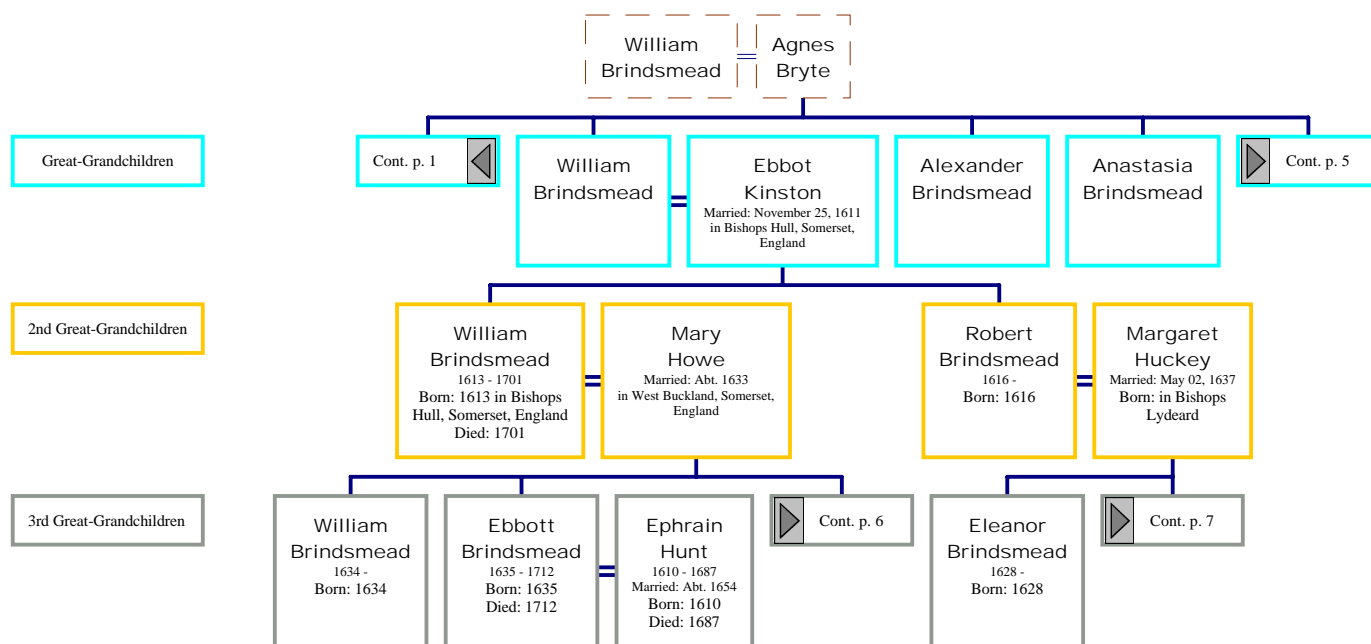 William
Brindsmead
Agnes
Bryte
Great-Grandchildren
Cont. p. 1
William
Brindsmead
Ebbot
Kinston
Married: November 25, 1611
in Bishops Hull, Somerset,
England
Alexander
Brindsmead
Anastasia
Brindsmead
Cont. p. 5
2nd Great-Grandchildren
William
Brindsmead
1613 - 1701
Born: 1613 in Bishops
Hull, Somerset, England
Died: 1701
Mary
Howe
Married: Abt. 1633
in West Buckland, Somerset,
England
Robert
Brindsmead
1616 -
Born: 1616
Margaret
Huckey
Married: May 02, 1637
Born: in Bishops
Lydeard
3rd Great-Grandchildren
William
Brindsmead
1634 -
Born: 1634
Ebbott
Brindsmead
1635 - 1712
Born: 1635
Died: 1712
Ephrain
Hunt
1610 - 1687
Married: Abt. 1654
Born: 1610
Died: 1687
Cont. p. 6
Eleanor
Brindsmead
1628 -
Born: 1628
Cont. p. 7